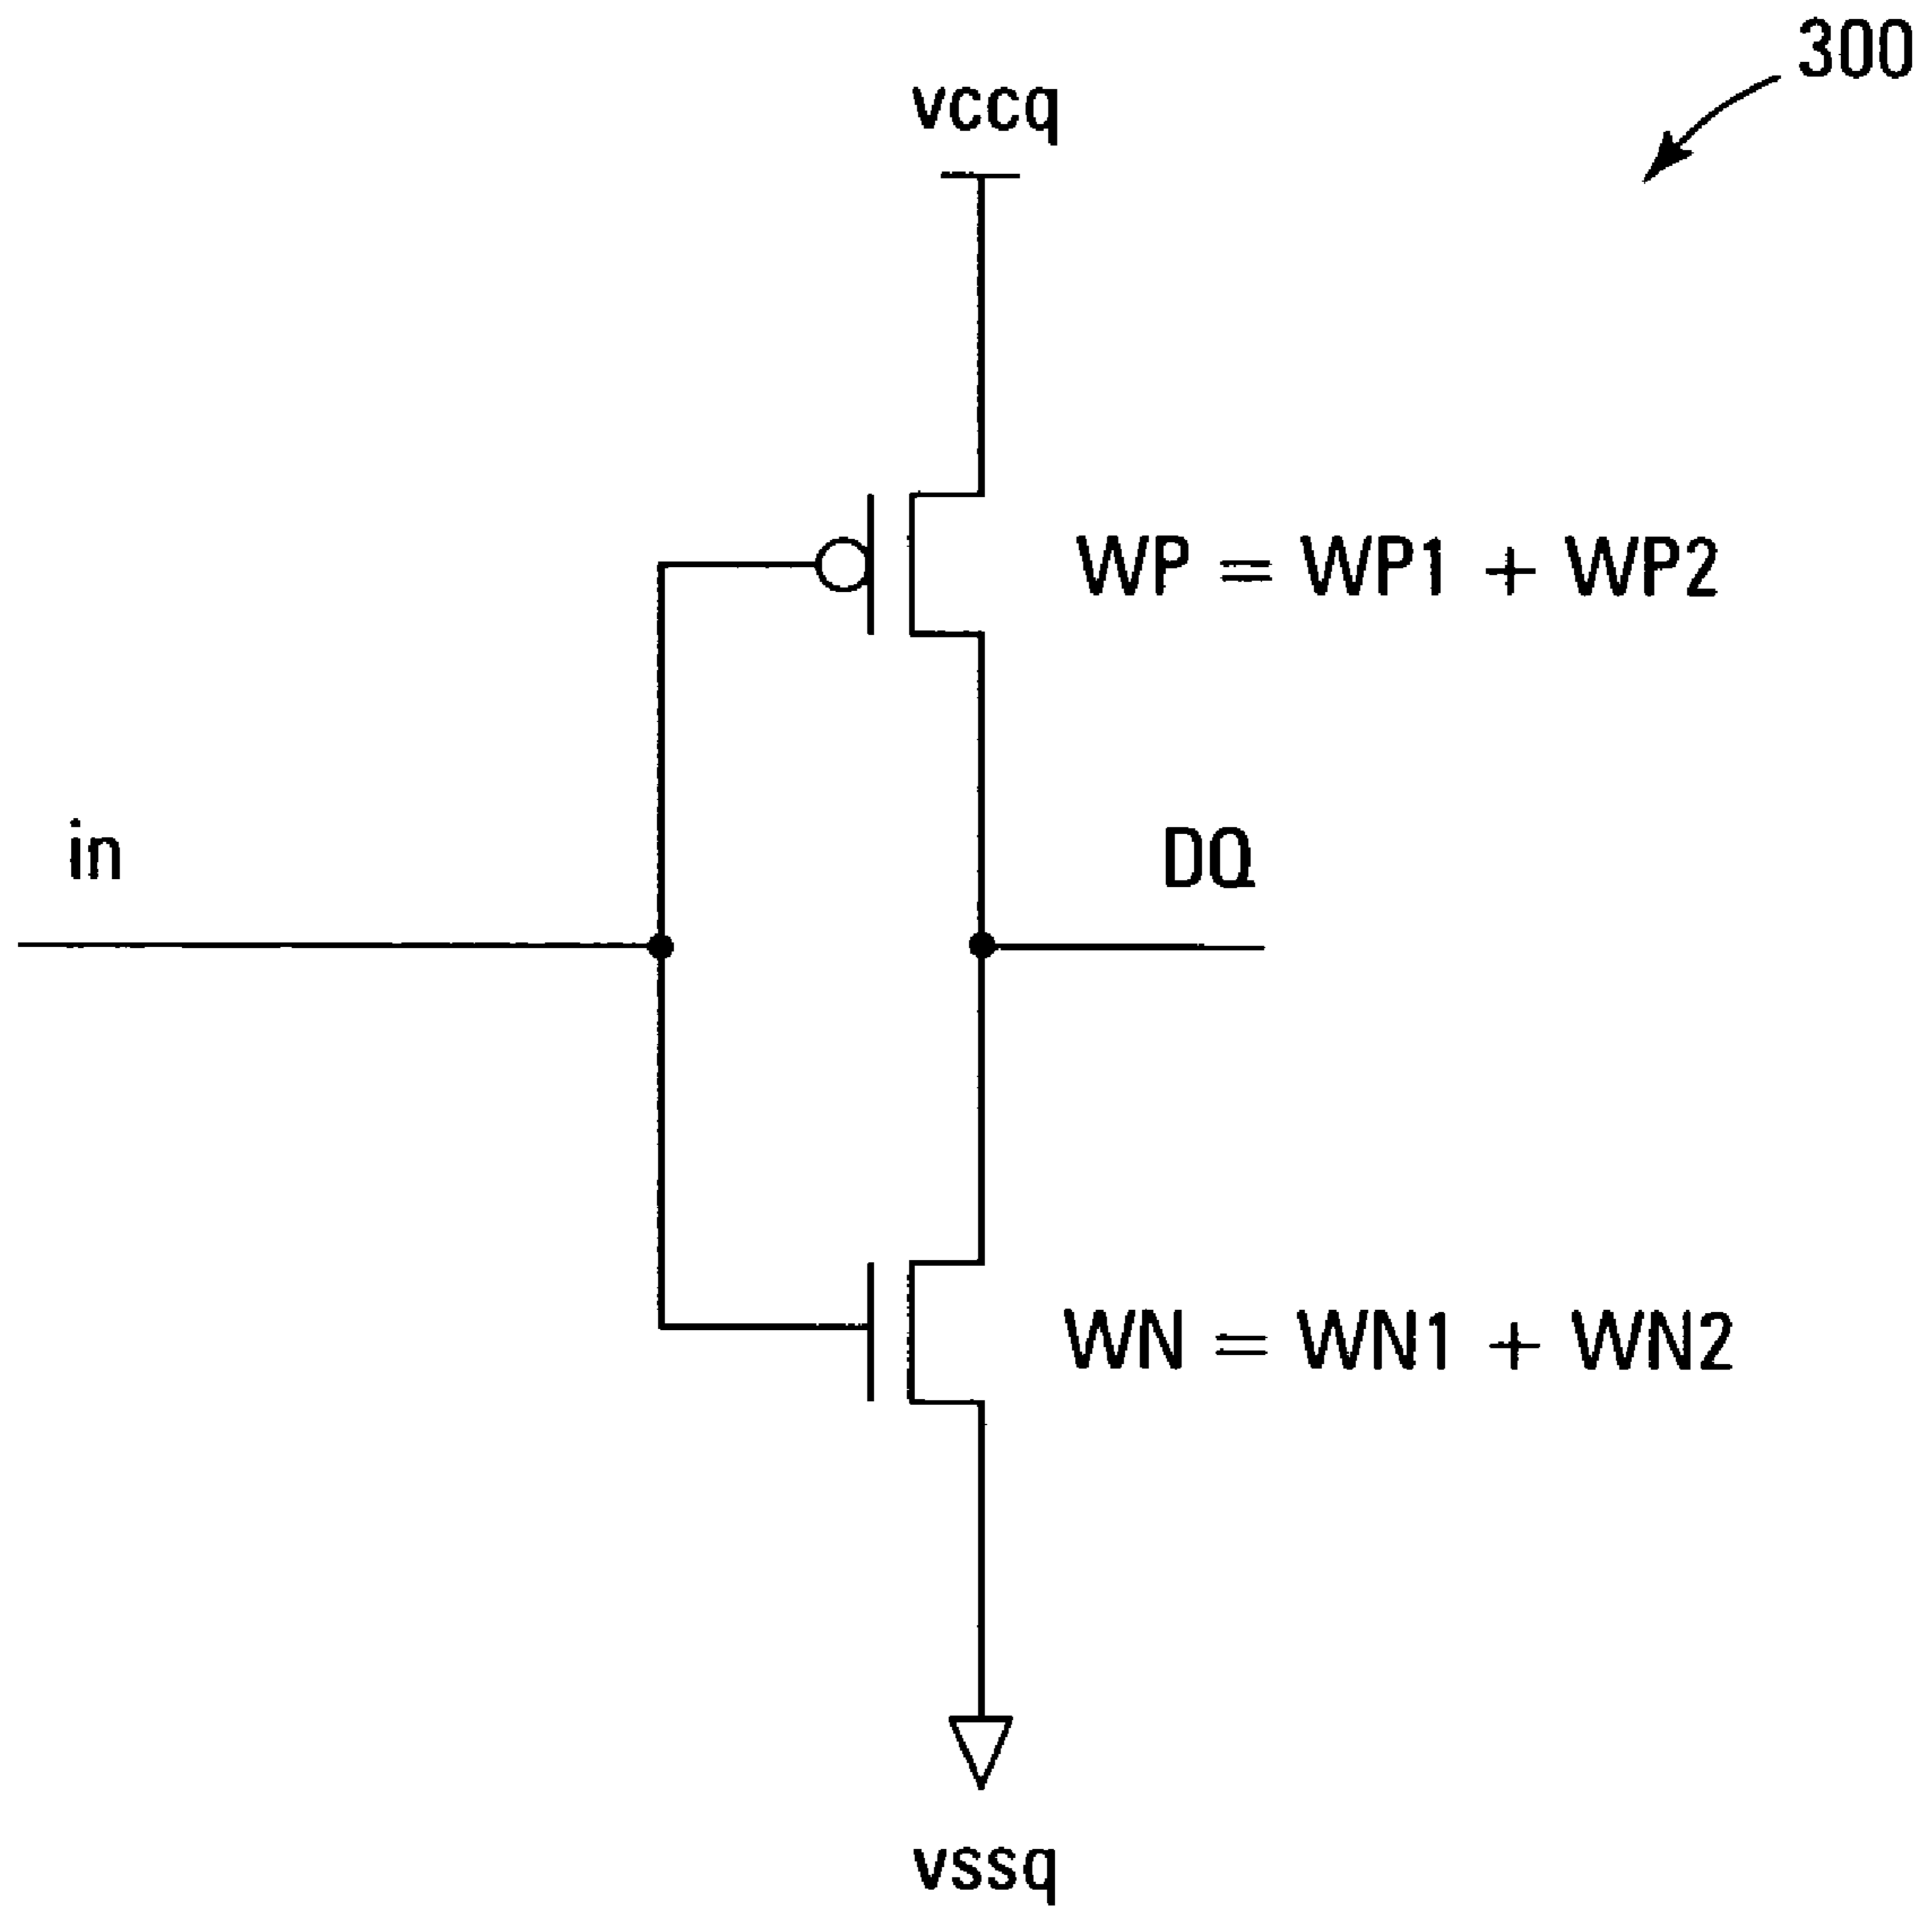 300
vccq
WP = WP1 + WP2
in
DQ
WN = WN1 + WN2
vssq